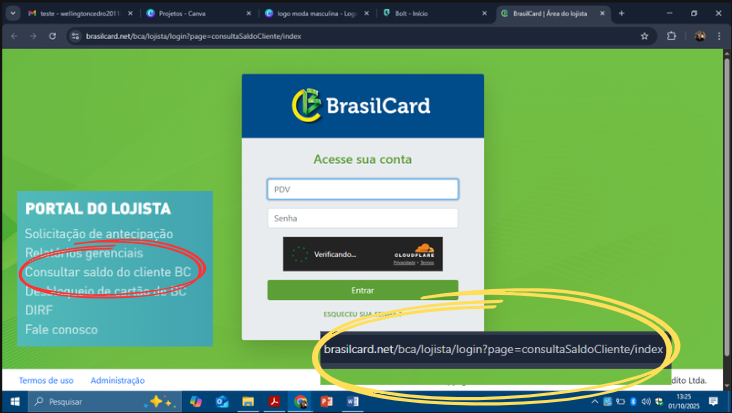 teste - wellingtoncedro2011
Projetos - Canva
logo moda masculina - Logo
Bolt - Início
BrasilCard | Área do lojista
brasilcard.net/bca/lojista/login?page=consultaSaldoCliente/index
BrasilCard
Acesse sua conta
PDV
Senha
Verificando...
CLOUDFLARE
Privacidade • Termos
Entrar
ESQUECEU SUA SENHA ?
PORTAL DO LOJISTA
Solicitação de antecipação
Relatórios gerenciais
Consultar saldo do cliente BC
Desbloqueio de cartão do BC
DIRF
Fale conosco
brasilcard.net/bca/lojista/login?page=consultaSaldoCliente/index
Termos de uso
Administração
dito Ltda.
Pesquisar
13:25
01/10/2025